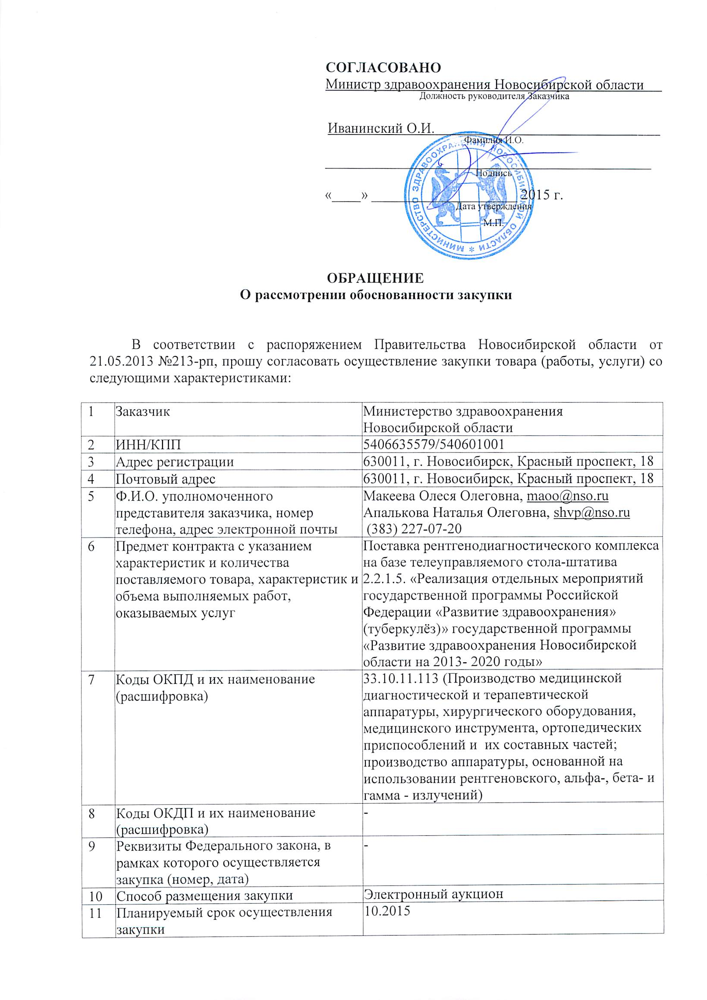 СОГЛАСОВАНО
Министр здравоохранения Новосибирской области
Должность руководителя Заказчика
Иванинский О.И.
Фамилия И.О.
Подпись
«____» ____________________ 2015 г.
Дата утверждения
М.П.
МИНИСТЕРСТВО ЗДРАВООХРАНЕНИЯ НОВОСИБИРСКОЙ ОБЛАСТИ *
ОБРАЩЕНИЕ
О рассмотрении обоснованности закупки
В соответствии с распоряжением Правительства Новосибирской области от
21.05.2013 №213-рп, прошу согласовать осуществление закупки товара (работы, услуги) со
следующими характеристиками:
1 Заказчик Министерство здравоохранения
Новосибирской области
2 ИНН/КПП 5406635579/540601001
3 Адрес регистрации 630011, г. Новосибирск, Красный проспект, 18
4 Почтовый адрес 630011, г. Новосибирск, Красный проспект, 18
5 Ф.И.О. уполномоченного Макеева Олеся Олеговна, maoo@nso.ru
представителя заказчика, номер Апалькова Наталья Олеговна, shvp@nso.ru
телефона, адрес электронной почты (383) 227-07-20
6 Предмет контракта с указанием Поставка рентгенодиагностического комплекса
характеристик и количества на базе телеуправляемого стола-штатива
поставляемого товара, характеристик и 2.2.1.5. «Реализация отдельных мероприятий
объема выполняемых работ, государственной программы Российской
оказываемых услуг Федерации «Развитие здравоохранения»
(туберкулёз)» государственной программы
«Развитие здравоохранения Новосибирской
области на 2013- 2020 годы»
7 Коды ОКПД и их наименование 33.10.11.113 (Производство медицинской
(расшифровка) диагностической и терапевтической
аппаратуры, хирургического оборудования,
медицинского инструмента, ортопедических
приспособлений и их составных частей;
производство аппаратуры, основанной на
использовании рентгеновского, альфа-, бета- и
гамма - излучений)
8 Коды ОКДП и их наименование -
(расшифровка)
9 Реквизиты Федерального закона, в -
рамках которого осуществляется
закупка (номер, дата)
10 Способ размещения закупки Электронный аукцион
11 Планируемый срок осуществления 10.2015
закупки